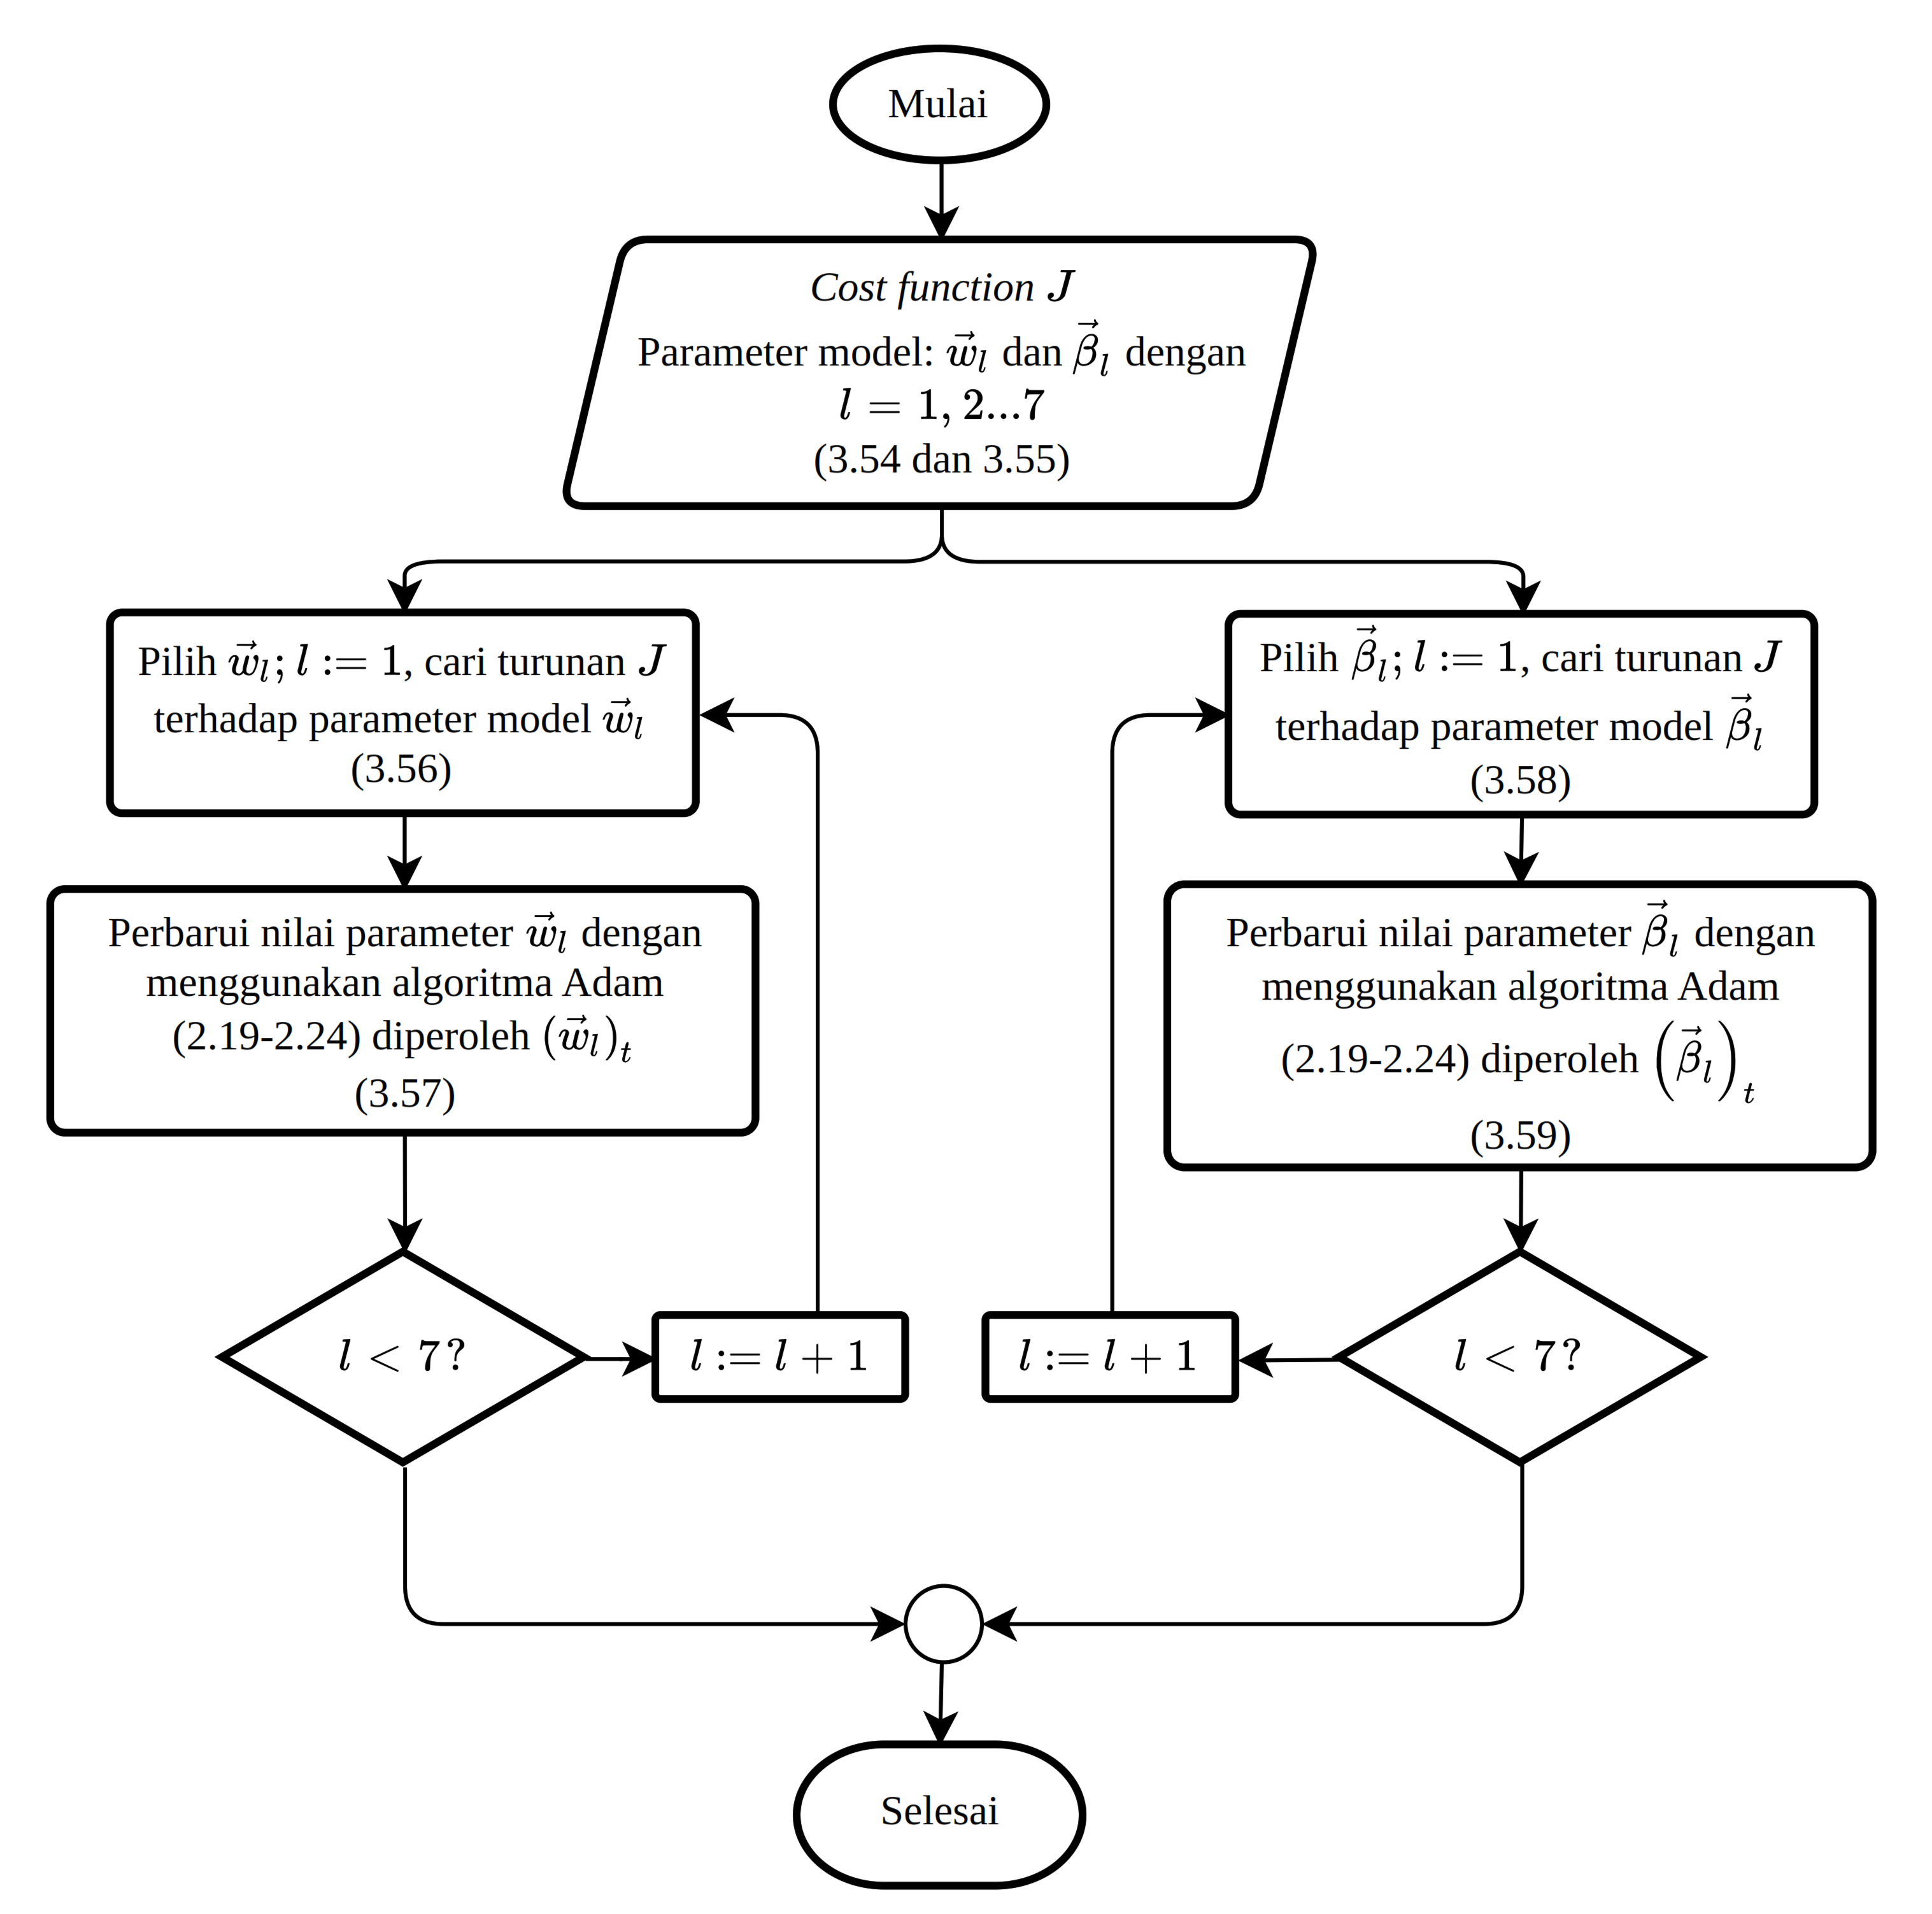 Mulai
Cost function J
Parameter model: $\vec{w}_l$ dan $\vec{\beta}_l$ dengan
$l = 1, 2...7$
(3.54 dan 3.55)
Pilih $\vec{w}_l; l := 1$, cari turunan J
terhadap parameter model $\vec{w}_l$
(3.56)
Perbarui nilai parameter $\vec{w}_l$ dengan
menggunakan algoritma Adam
(2.19-2.24) diperoleh $(\vec{w}_l)_t$
(3.57)
$l < 7?$
$l := l + 1$
Pilih $\vec{\beta}_l; l := 1$, cari turunan J
terhadap parameter model $\vec{\beta}_l$
(3.58)
Perbarui nilai parameter $\vec{\beta}_l$ dengan
menggunakan algoritma Adam
(2.19-2.24) diperoleh $(\vec{\beta}_l)_t$
(3.59)
$l < 7?$
$l := l + 1$
Selesai